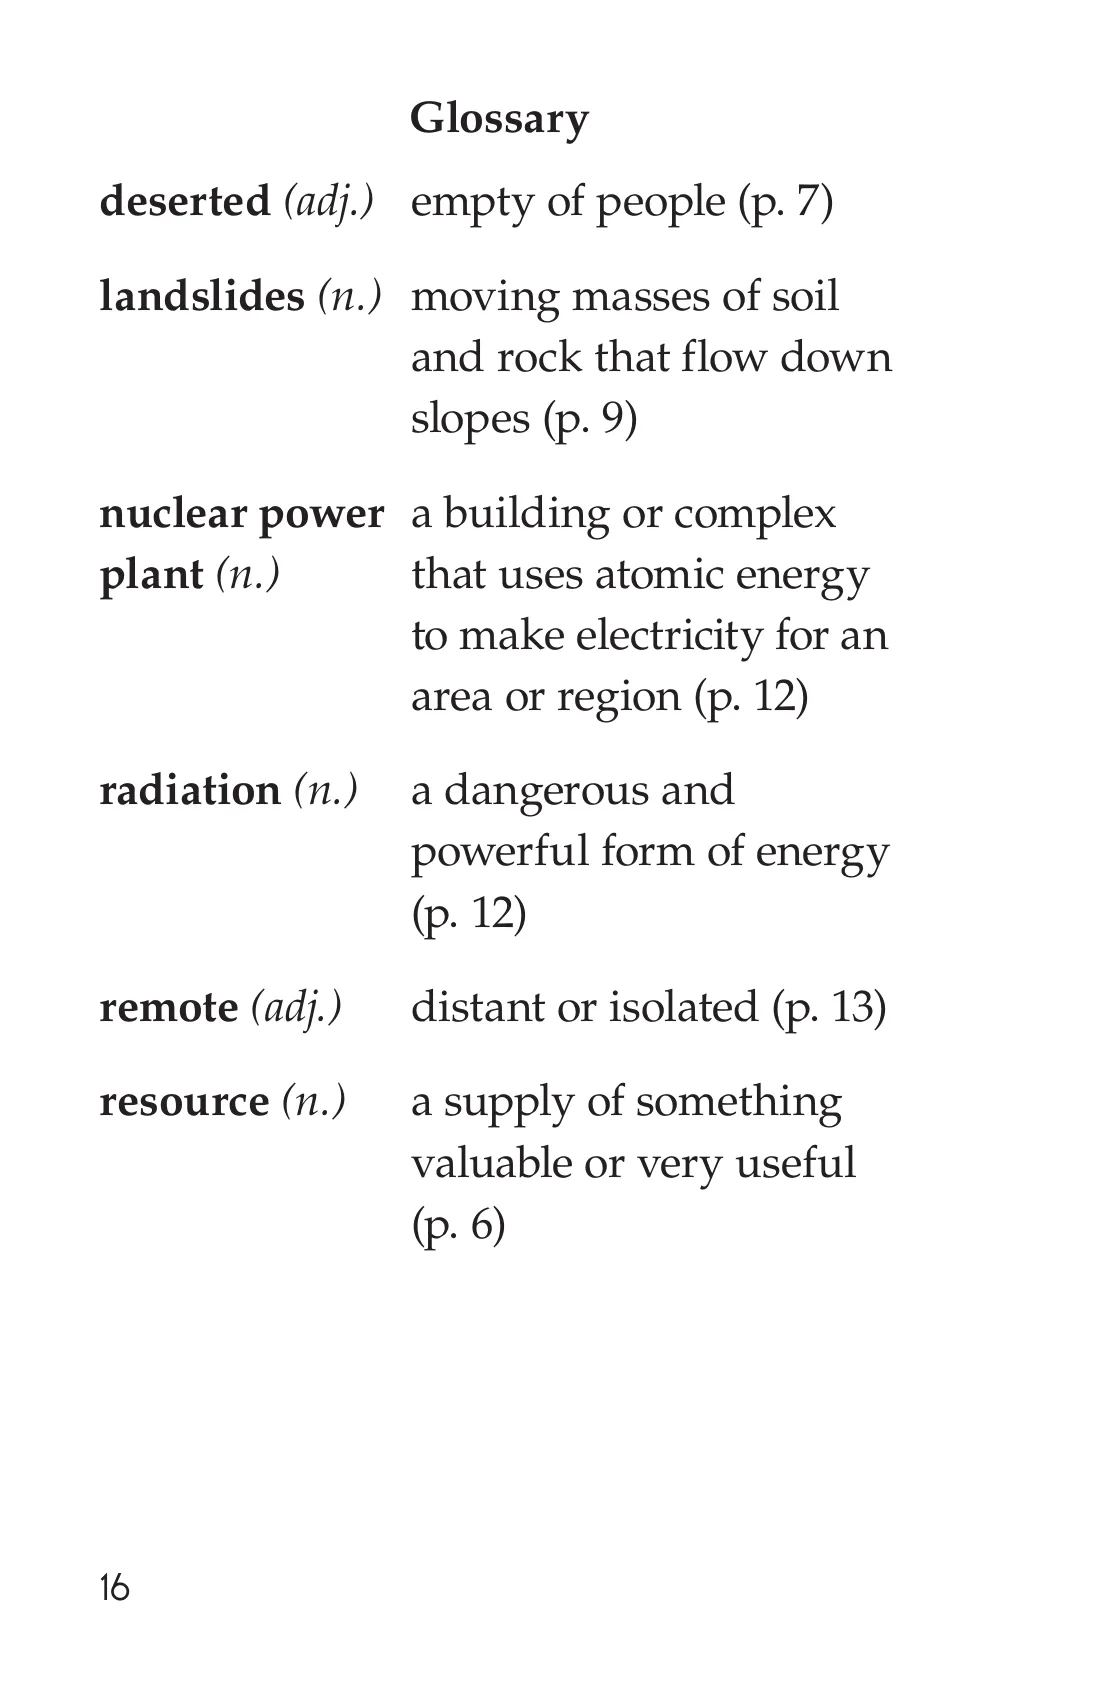 Glossary
deserted (adj.) empty of people (p. 7)
landslides (n.) moving masses of soil
and rock that flow down
slopes (p. 9)
nuclear power a building or complex
plant (n.) that uses atomic energy
to make electricity for an
area or region (p. 12)
radiation (n.) a dangerous and
powerful form of energy
(p. 12)
remote (adj.) distant or isolated (p. 13)
resource (n.) a supply of something
valuable or very useful
(p. 6)
16